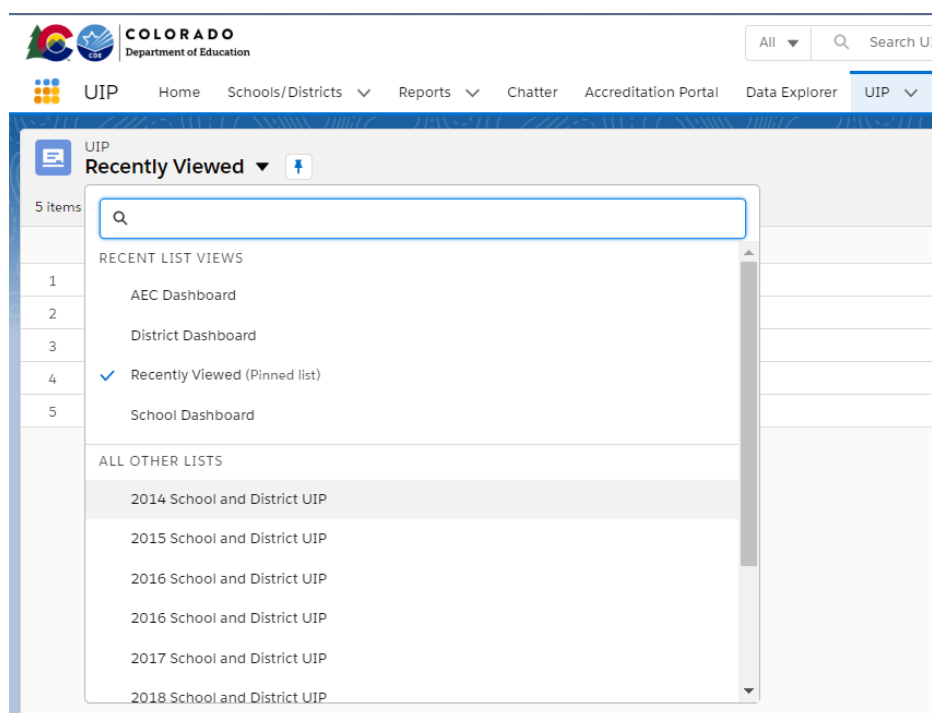 COLORADO
Department of Education
CDE
All
Search UI
UIP Home Schools/Districts Reports Chatter Accreditation Portal Data Explorer UIP
UIP
Recently Viewed
5 items
RECENT LIST VIEWS
1
AEC Dashboard
2
District Dashboard
3
Recently Viewed (Pinned list)
4
5
School Dashboard
ALL OTHER LISTS
2014 School and District UIP
2015 School and District UIP
2016 School and District UIP
2016 School and District UIP
2017 School and District UIP
2018 School and District UIP